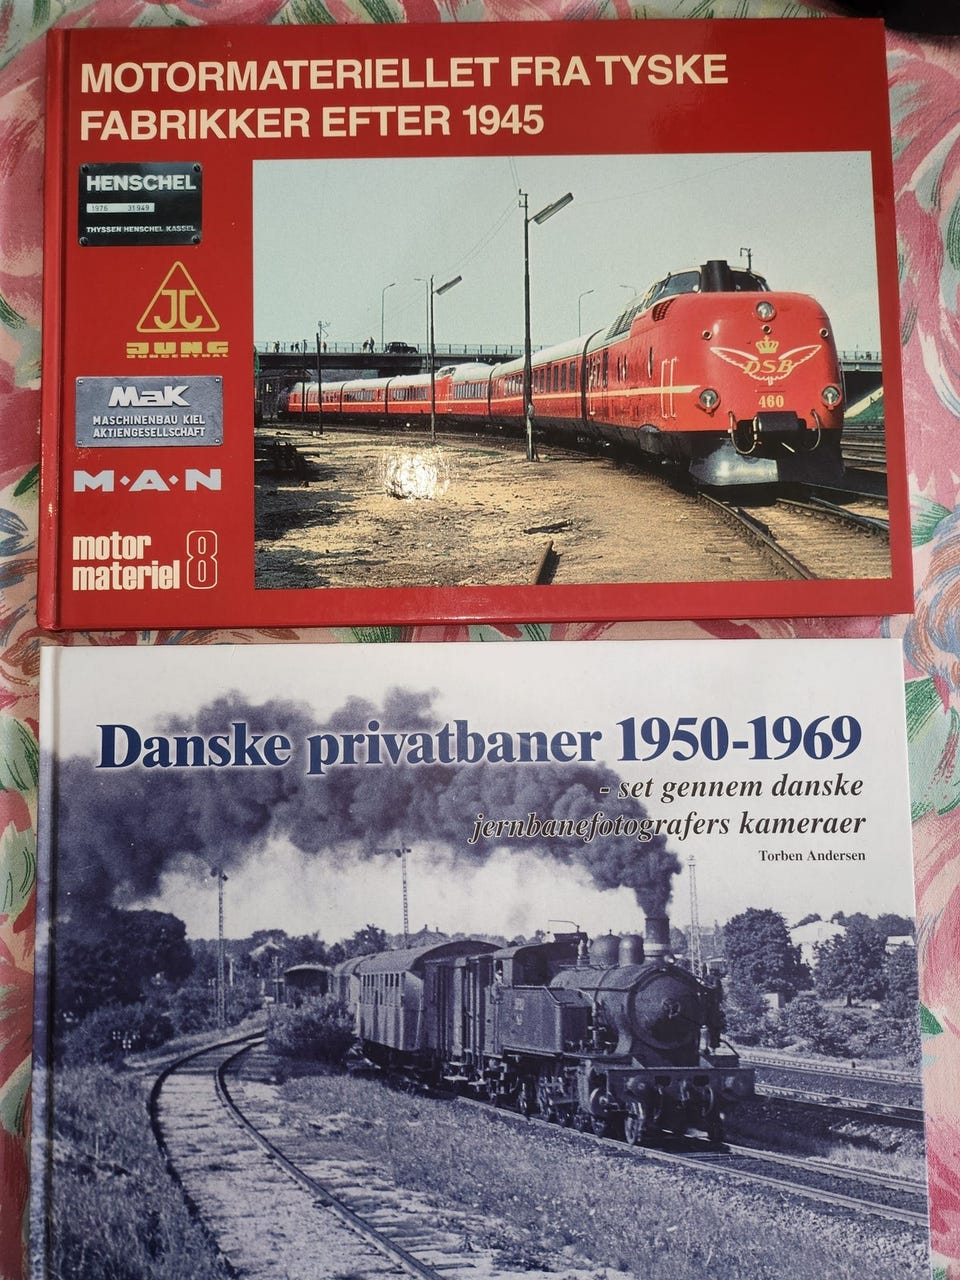 MOTORMATERIELLET FRA TYSKE
FABRIKKER EFTER 1945
HENSCHEL
1976 31949
THYSSEN HENSCHEL KASSEL
JUNG
JUNGENTHAL
MaK
MASCHINENBAU KIEL
AKTIENGESELLSCHAFT
M·A·N
motor
materiel 8
DSB
460
Danske privatbaner 1950-1969
- set gennem danske
jernbanefotografers kameraer
Torben Andersen